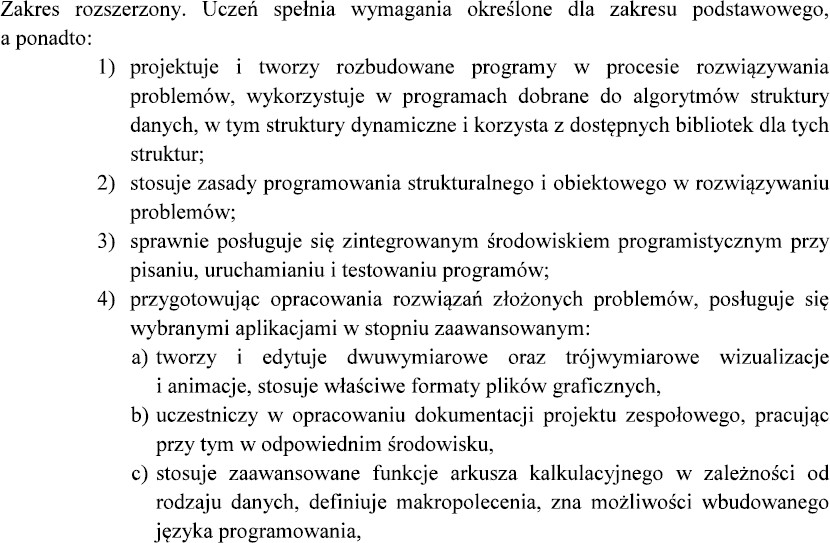 Zakres rozszerzony. Uczeń spełnia wymagania określone dla zakresu podstawowego,
a ponadto:
1) projektuje i tworzy rozbudowane programy w procesie rozwiązywania
problemów, wykorzystuje w programach dobrane do algorytmów struktury
danych, w tym struktury dynamiczne i korzysta z dostępnych bibliotek dla tych
struktur;
2) stosuje zasady programowania strukturalnego i obiektowego w rozwiązywaniu
problemów;
3) sprawnie posługuje się zintegrowanym środowiskiem programistycznym przy
pisaniu, uruchamianiu i testowaniu programów;
4) przygotowując opracowania rozwiązań złożonych problemów, posługuje się
wybranymi aplikacjami w stopniu zaawansowanym:
a) tworzy i edytuje dwuwymiarowe oraz trójwymiarowe wizualizacje
i animacje, stosuje właściwe formaty plików graficznych,
b) uczestniczy w opracowaniu dokumentacji projektu zespołowego, pracując
przy tym w odpowiednim środowisku,
c) stosuje zaawansowane funkcje arkusza kalkulacyjnego w zależności od
rodzaju danych, definiuje makropolecenia, zna możliwości wbudowanego
języka programowania,